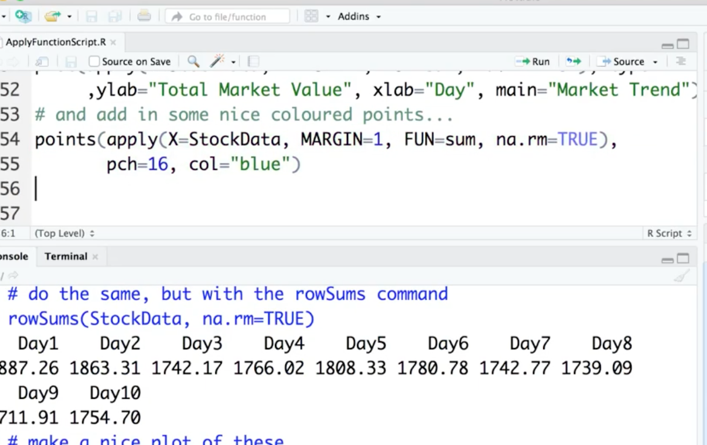 Go to file/function
Addins
ApplyFunctionScript.R
Source on Save
Run
Source
52 ,ylab="Total Market Value", xlab="Day", main="Market Trend")
53 # and add in some nice coloured points...
54 points(apply(X=StockData, MARGIN=1, FUN=sum, na.rm=TRUE),
55 pch=16, col="blue")
56
57
6:1 (Top Level) R Script
onsole Terminal
# do the same, but with the rowSums command
rowSums(StockData, na.rm=TRUE)
Day1 Day2 Day3 Day4 Day5 Day6 Day7 Day8
887.26 1863.31 1742.17 1766.02 1808.33 1780.78 1742.77 1739.09
Day9 Day10
711.91 1754.70
# make a nice plot of these